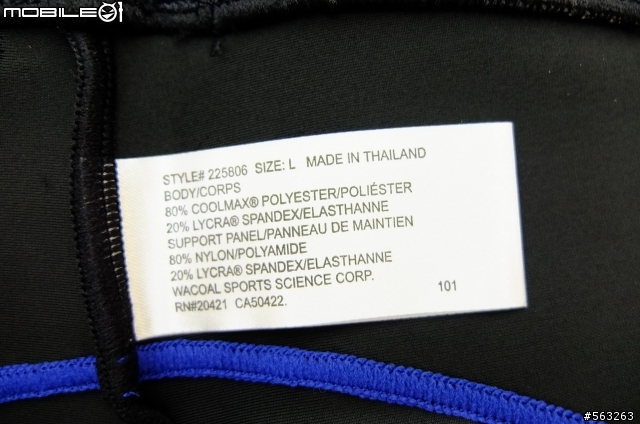 MOBILE01
STYLE# 225806 SIZE: L MADE IN THAILAND
BODY/CORPS
80% COOLMAX® POLYESTER/POLIÉSTER
20% LYCRA® SPANDEX/ELASTHANNE
SUPPORT PANEL/PANNEAU DE MAINTIEN
80% NYLON/POLYAMIDE
20% LYCRA® SPANDEX/ELASTHANNE
WACOAL SPORTS SCIENCE CORP.
RN#20421 CA50422. 101
#563263